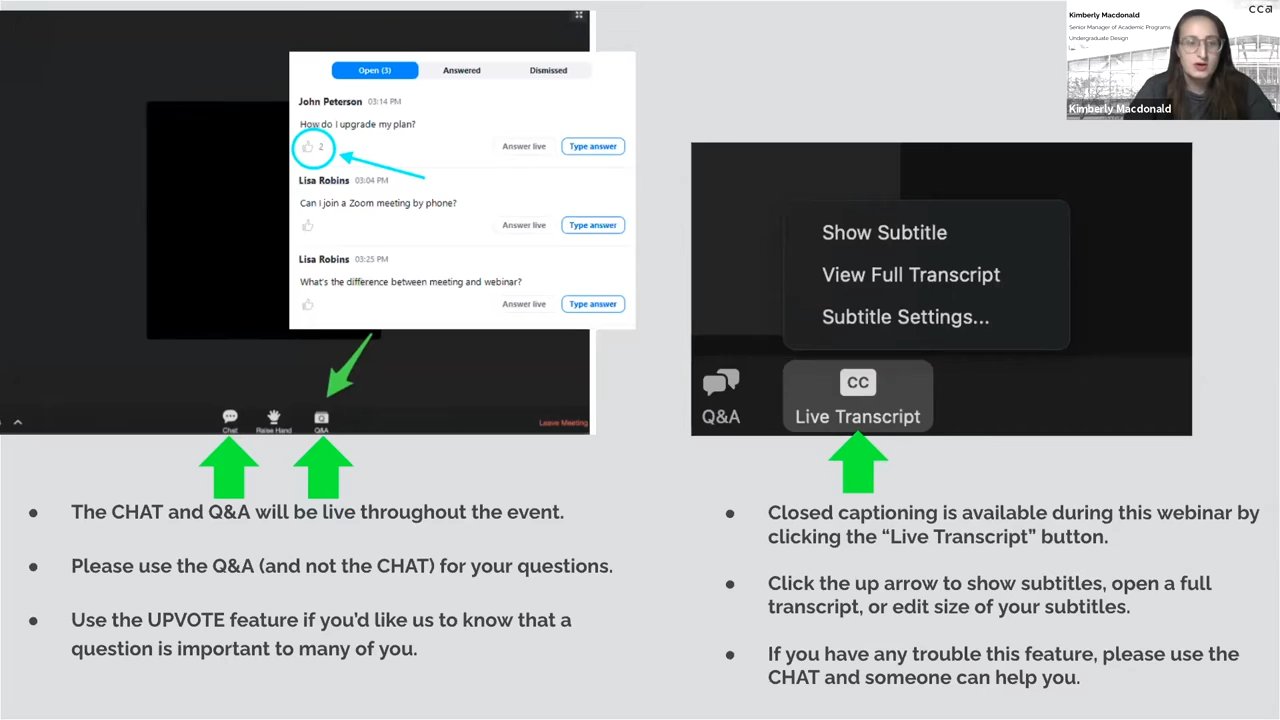 Open (3)
Answered
Dismissed
John Peterson 03:14 PM
How do I upgrade my plan?
2
Answer live
Type answer
Lisa Robins 03:04 PM
Can I join a Zoom meeting by phone?
Answer live
Type answer
Lisa Robins 03:25 PM
What's the difference between meeting and webinar?
Answer live
Type answer
Chat
Raise Hand
Q&A
Leave Meeting
The CHAT and Q&A will be live throughout the event.
Please use the Q&A (and not the CHAT) for your questions.
Use the UPVOTE feature if you'd like us to know that a
question is important to many of you.
Kimberly Macdonald
Senior Manager of Academic Programs
Undergraduate Design
cca
Kimberly Macdonald
Show Subtitle
View Full Transcript
Subtitle Settings...
Q&A
CC
Live Transcript
Closed captioning is available during this webinar by
clicking the “Live Transcript” button.
Click the up arrow to show subtitles, open a full
transcript, or edit size of your subtitles.
If you have any trouble this feature, please use the
CHAT and someone can help you.